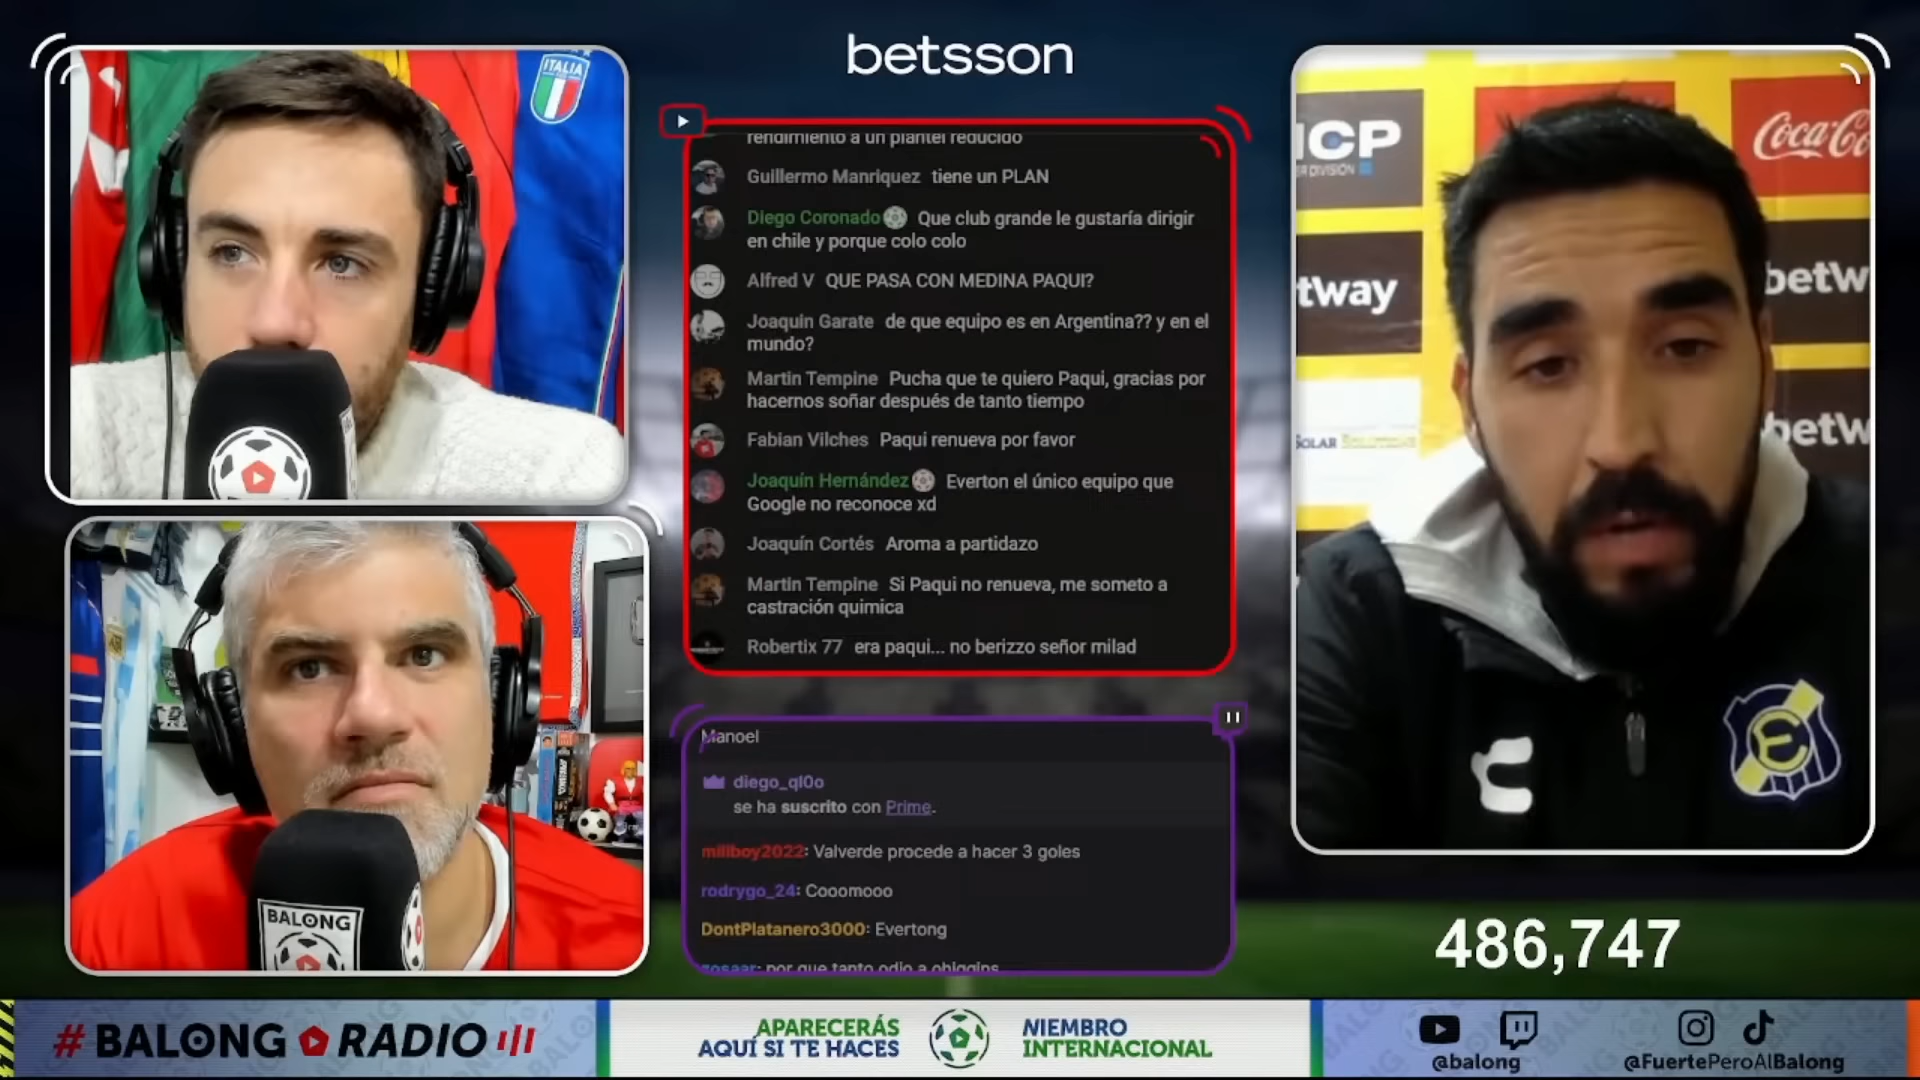 betsson
ITALIA
rendimiento a un plantel reducido
Guillermo Manriquez tiene un PLAN
Diego Coronado Que club grande le gustaría dirigir
en chile y porque colo colo
Alfred V QUE PASA CON MEDINA PAQUI?
Joaquin Garate de que equipo es en Argentina?? y en el
mundo?
Martin Tempine Pucha que te quiero Paqui, gracias por
hacernos soñar después de tanto tiempo
Fabian Vilches Paqui renueva por favor
Joaquín Hernández Everton el único equipo que
Google no reconoce xd
Joaquín Cortés Aroma a partidazo
Martin Tempine Si Paqui no renueva, me someto a
castración quimica
Robertix 77 era paqui... no berizzo señor milad
Manoel
diego_ql0o
se ha suscrito con Prime.
miliboy2022: Valverde procede a hacer 3 goles
rodrygo_24: Cooomooo
DontPlatanero3000: Evertong
zosaar: por que tanto odio a ohiggins
ICP
DIVISION
Coca-Co
tway
betW
SOLAR
betW
E
BALONG
486,747
#BALONG RADIO
APARECERÁS
AQUÍ SI TE HACES
MIEMBRO
INTERNACIONAL
@balong
@FuertePeroAlBalong